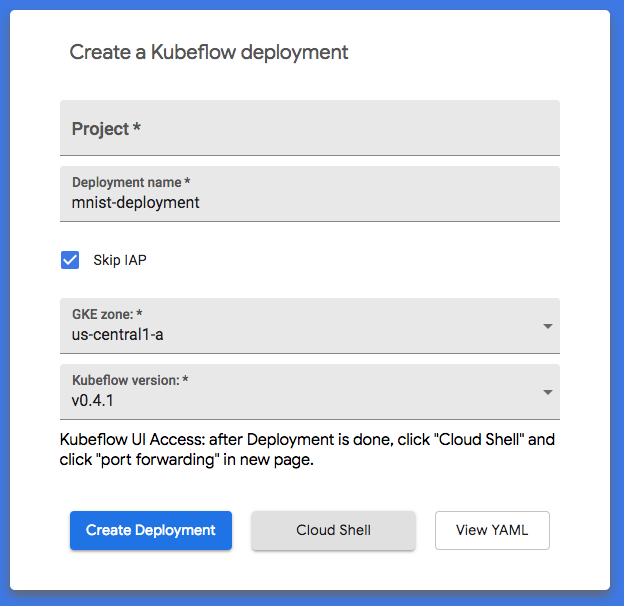 Create a Kubeflow deployment
Project *
Deployment name *
mnist-deployment
Skip IAP
GKE zone: *
us-central1-a
Kubeflow version: *
v0.4.1
Kubeflow UI Access: after Deployment is done, click "Cloud Shell" and
click "port forwarding" in new page.
Create Deployment
Cloud Shell
View YAML